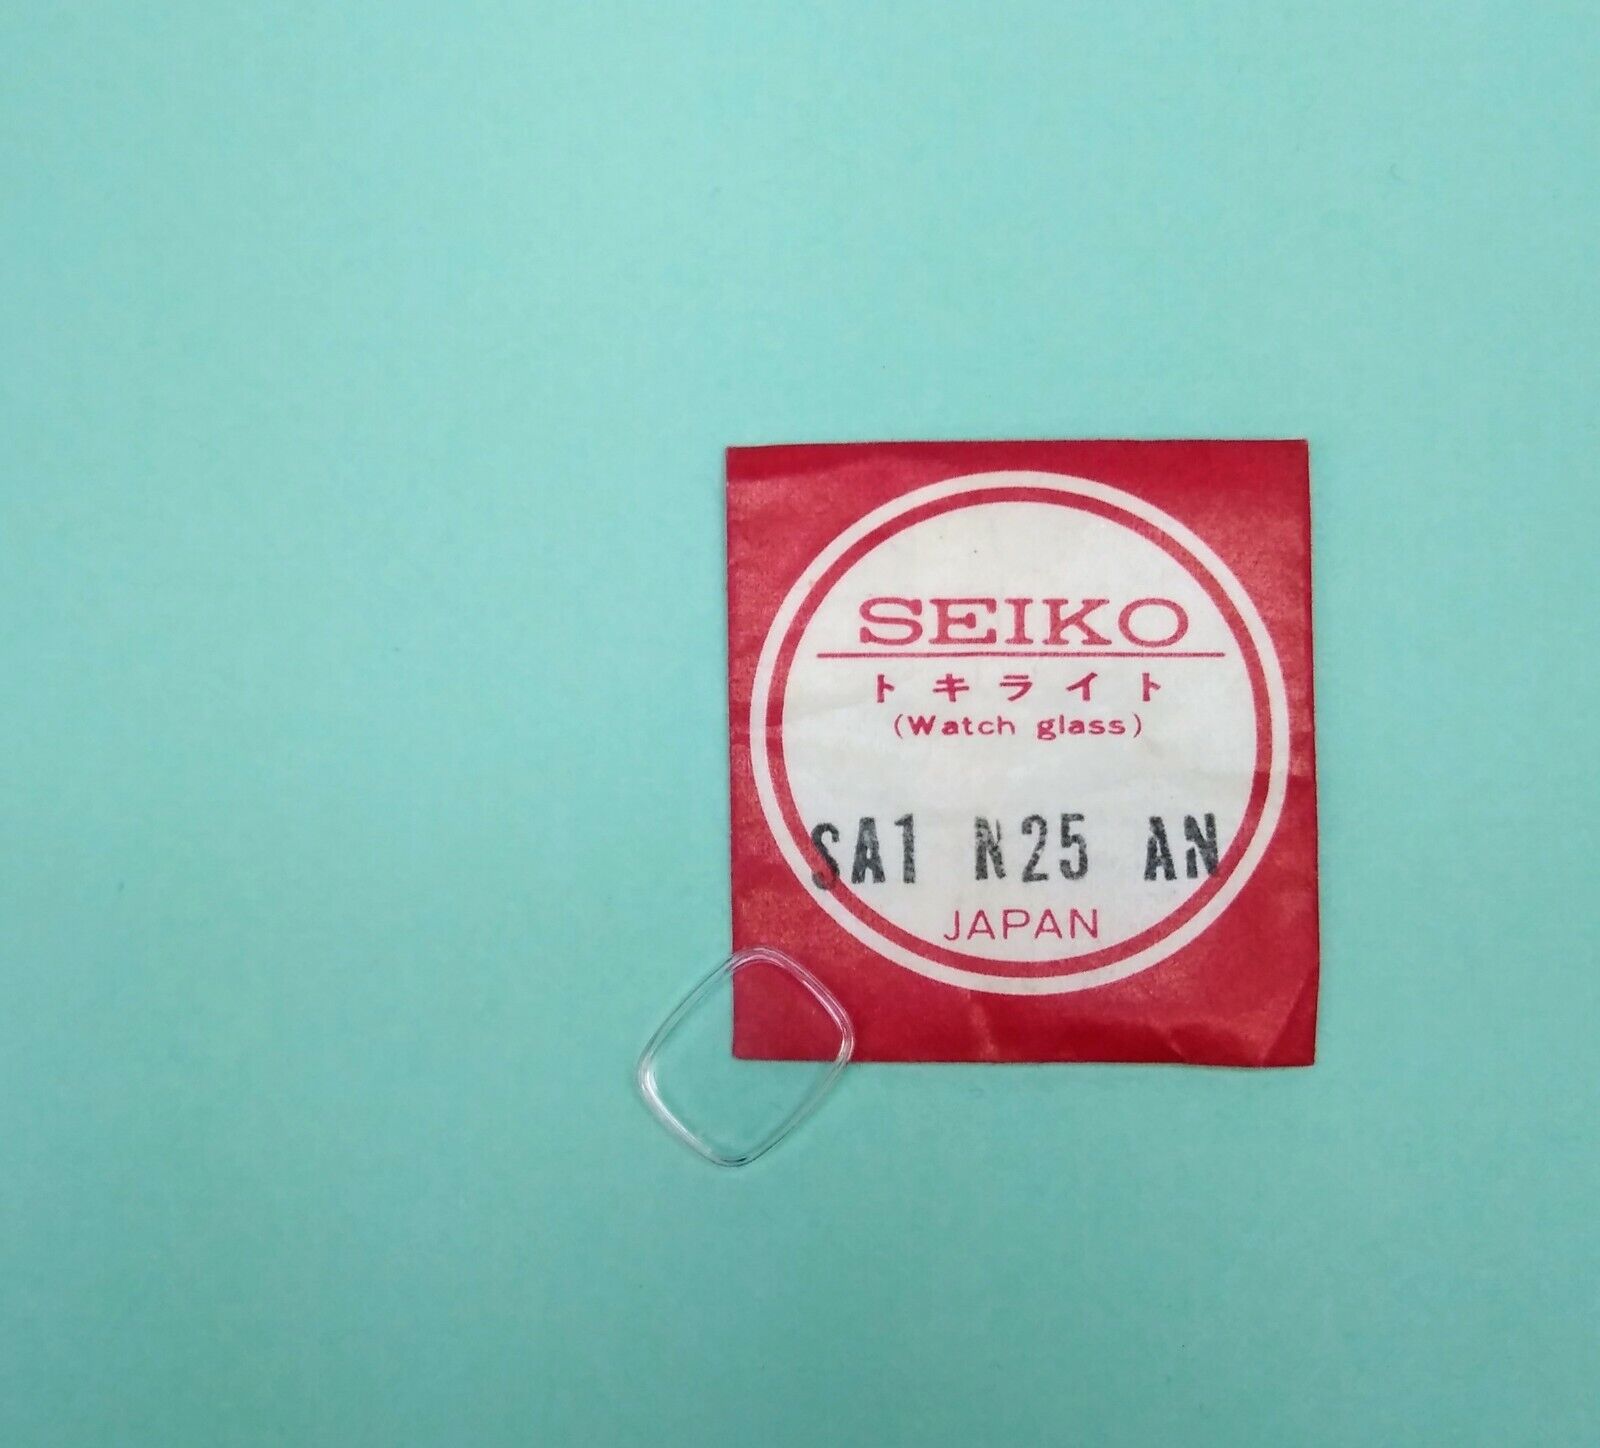 SEIKO
トキライト
(Watch glass)
SA1 N25 AN
JAPAN